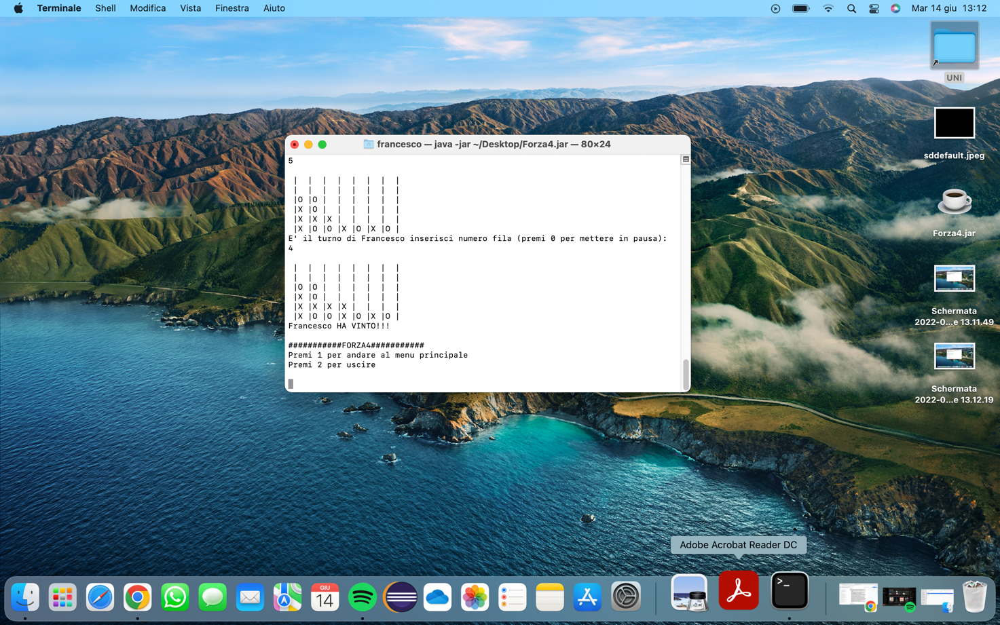 Terminale Shell Modifica Vista Finestra Aiuto Mar 14 giu 13:12
UNI
sddefault.jpeg
Forza4.jar
Schermata
2022-0...e 13.11.49
Schermata
2022-0...e 13.12.19
francesco — java -jar ~/Desktop/Forza4.jar — 80×24
5
| | | | | | | |
| | | | | | | |
|O |O | | | | | |
|X |O | | | | | |
|X |X |X | | | | |
|X |O |O |X |O |X |O |
E' il turno di Francesco inserisci numero fila (premi 0 per mettere in pausa):
4
| | | | | | | |
| | | | | | | |
|O |O | | | | | |
|X |O | | | | | |
|X |X |X |X | | | |
|X |O |O |X |O |X |O |
Francesco HA VINTO!!!
###########FORZA4###########
Premi 1 per andare al menu principale
Premi 2 per uscire
Adobe Acrobat Reader DC
GIU
14
>_